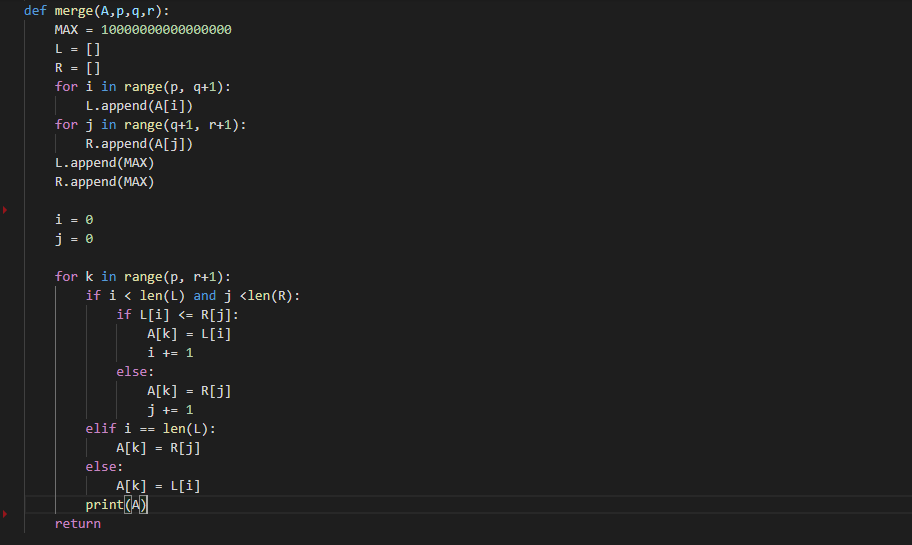 def merge(A,p,q,r):
    MAX = 10000000000000000
    L = []
    R = []
    for i in range(p, q+1):
        L.append(A[i])
    for j in range(q+1, r+1):
        R.append(A[j])
    L.append(MAX)
    R.append(MAX)

    i = 0
    j = 0

    for k in range(p, r+1):
        if i < len(L) and j <len(R):
            if L[i] <= R[j]:
                A[k] = L[i]
                i += 1
            else:
                A[k] = R[j]
                j += 1
        elif i == len(L):
            A[k] = R[j]
        else:
            A[k] = L[i]
        print(A)
    return